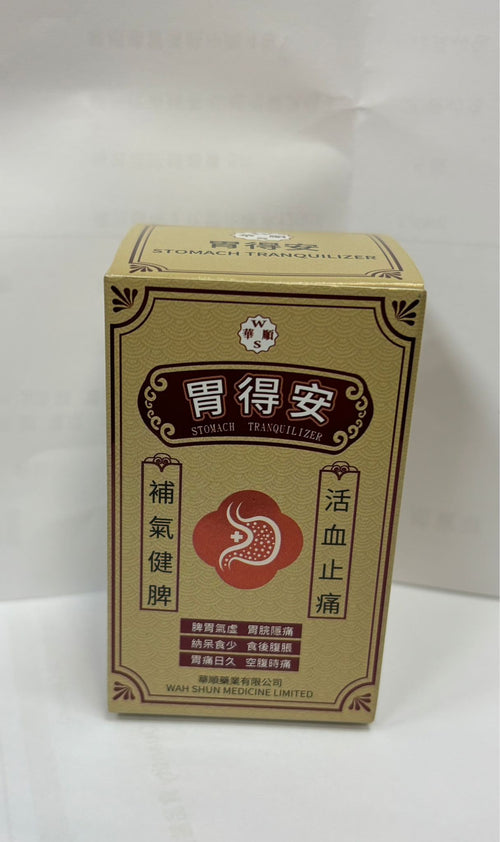 胃得安
STOMACH TRANQUILIZER
W
華 順
S
胃得安
STOMACH TRANQUILIZER
補氣健脾
活血止痛
脾胃氣虛 胃脘隱痛
納呆食少 食後腹脹
胃痛日久 空腹時痛
華順藥業有限公司
WAH SHUN MEDICINE LIMITED